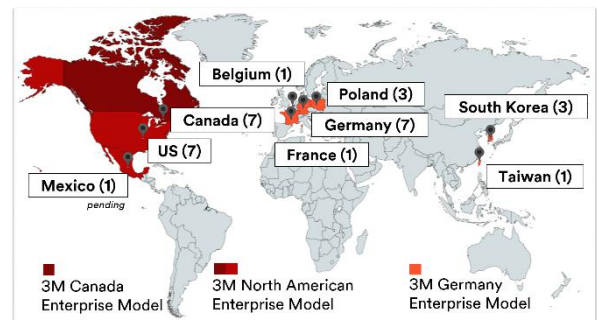 Belgium (1)
Poland (3)
South Korea (3)
Canada (7)
Germany (7)
US (7)
France (1)
Taiwan (1)
Mexico (1)
pending
3M Canada
Enterprise Model
3M North American
Enterprise Model
3M Germany
Enterprise Model